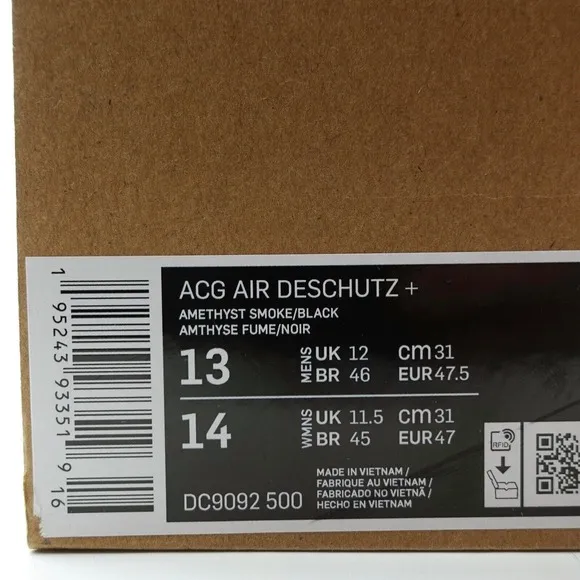 ACG AIR DESCHUTZ +
AMETHYST SMOKE/BLACK
AMTHYSE FUME/NOIR
13 MENS UK 12 CM 31
BR 46 EUR 47.5
14 WMNS UK 11.5 CM 31
BR 45 EUR 47
DC9092 500
MADE IN VIETNAM /
FABRIQUE AU VIETNAM /
FABRICADO NO VIETNÃ /
HECHO EN VIETNAM
RFID
1 95243 93351 9 16